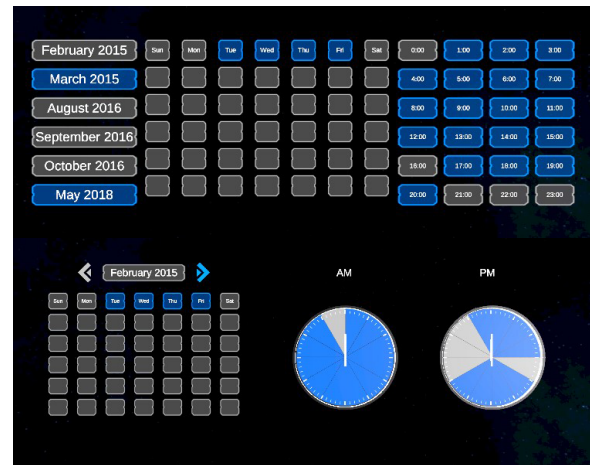 February 2015 Sun Mon Tue Wed Thu Fri Sat 0:00 1:00 2:00 3:00
March 2015 4:00 5:00 6:00 7:00
August 2016 8:00 9:00 10:00 11:00
September 2016 12:00 13:00 14:00 15:00
October 2016 16:00 17:00 18:00 19:00
May 2018 20:00 21:00 22:00 23:00
February 2015 AM PM
Sun Mon Tue Wed Thu Fri Sat